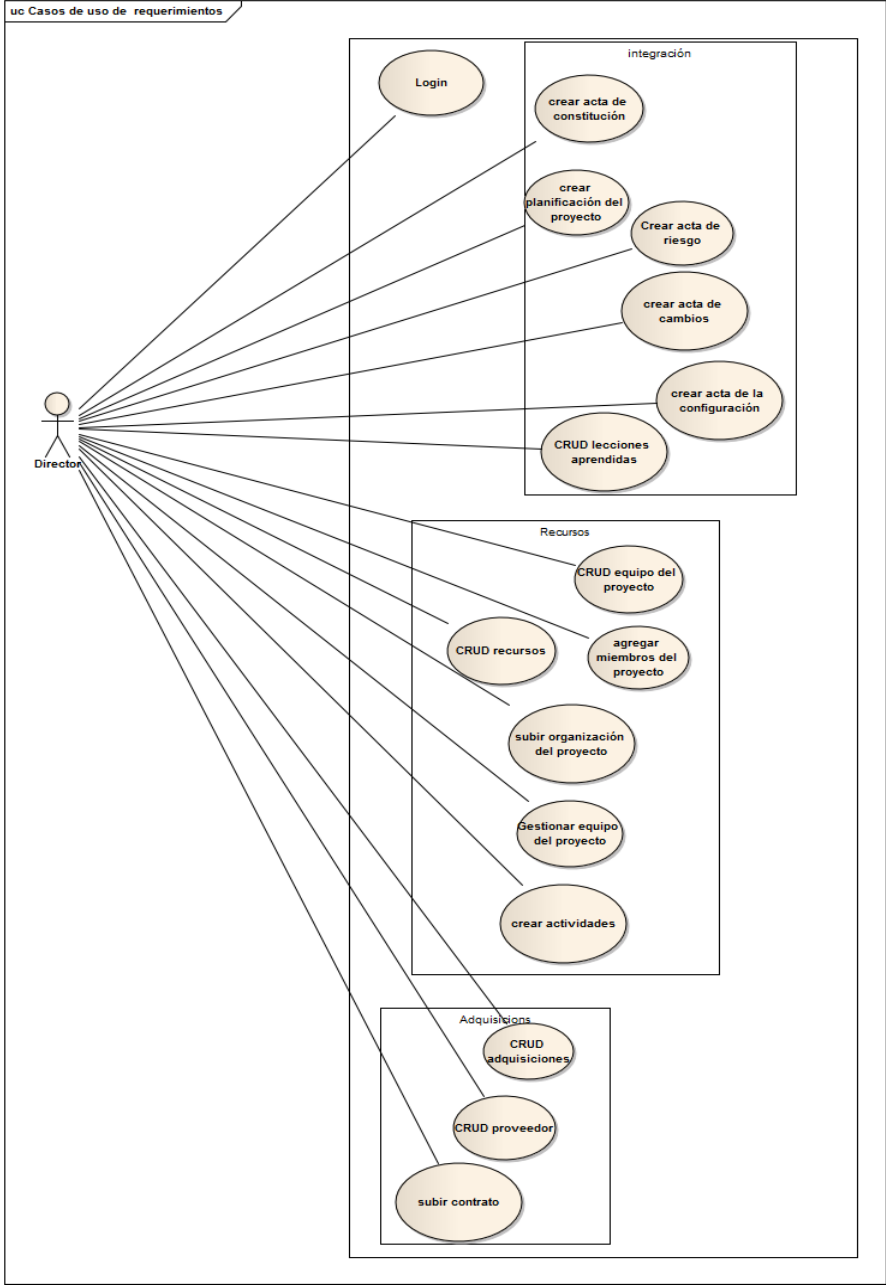 uc Casos de uso de requerimientos
integración
Login
crear acta de
constitución
crear
planificación del
proyecto
Crear acta de
riesgo
crear acta de
cambios
crear acta de la
configuración
CRUD lecciones
aprendidas
Director
Recursos
CRUD equipo del
proyecto
CRUD recursos
agregar
miembros del
proyecto
subir organización
del proyecto
Gestionar equipo
del proyecto
crear actividades
Adquisicions
CRUD
adquisiciones
CRUD proveedor
subir contrato